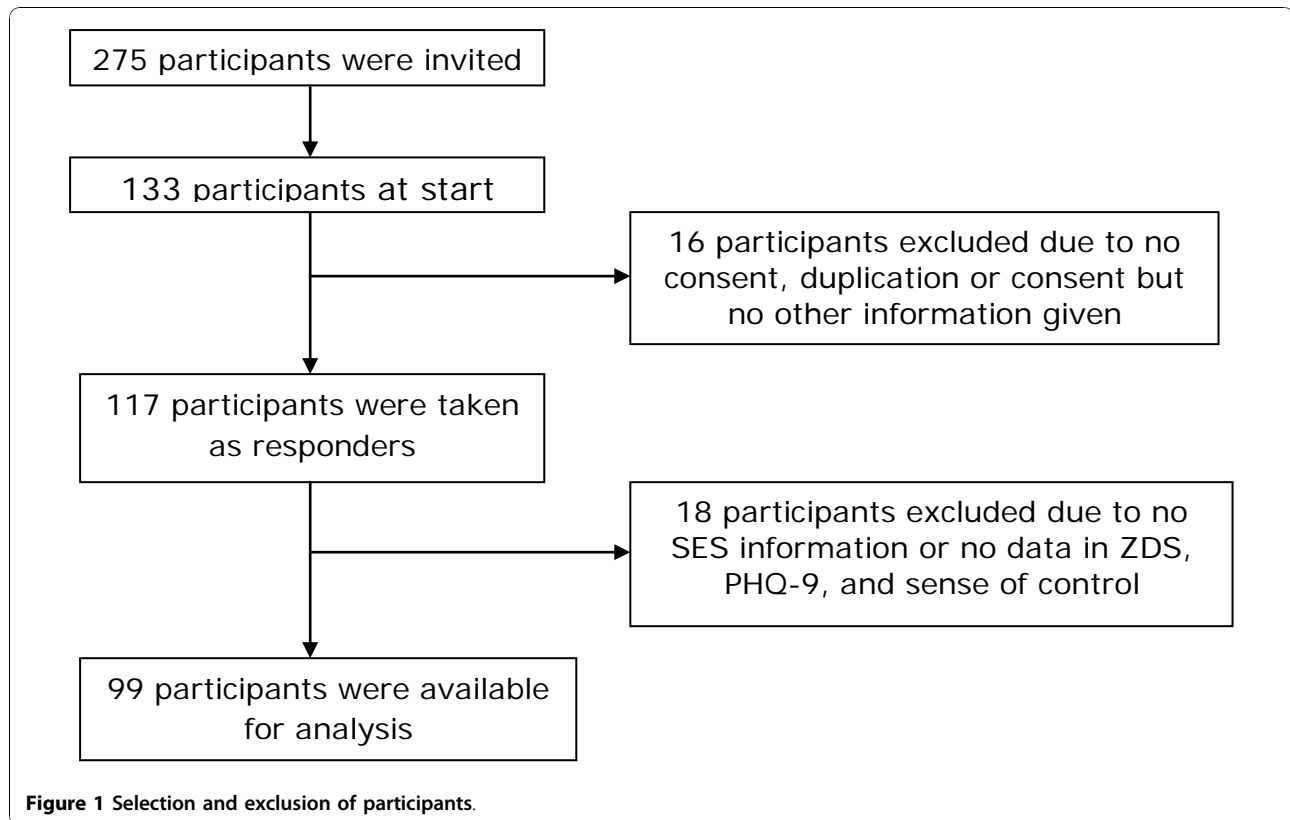 275 participants were invited
133 participants at start
16 participants excluded due to no
consent, duplication or consent but
no other information given
117 participants were taken
as responders
18 participants excluded due to no
SES information or no data in ZDS,
PHQ-9, and sense of control
99 participants were available
for analysis
Figure 1 Selection and exclusion of participants.